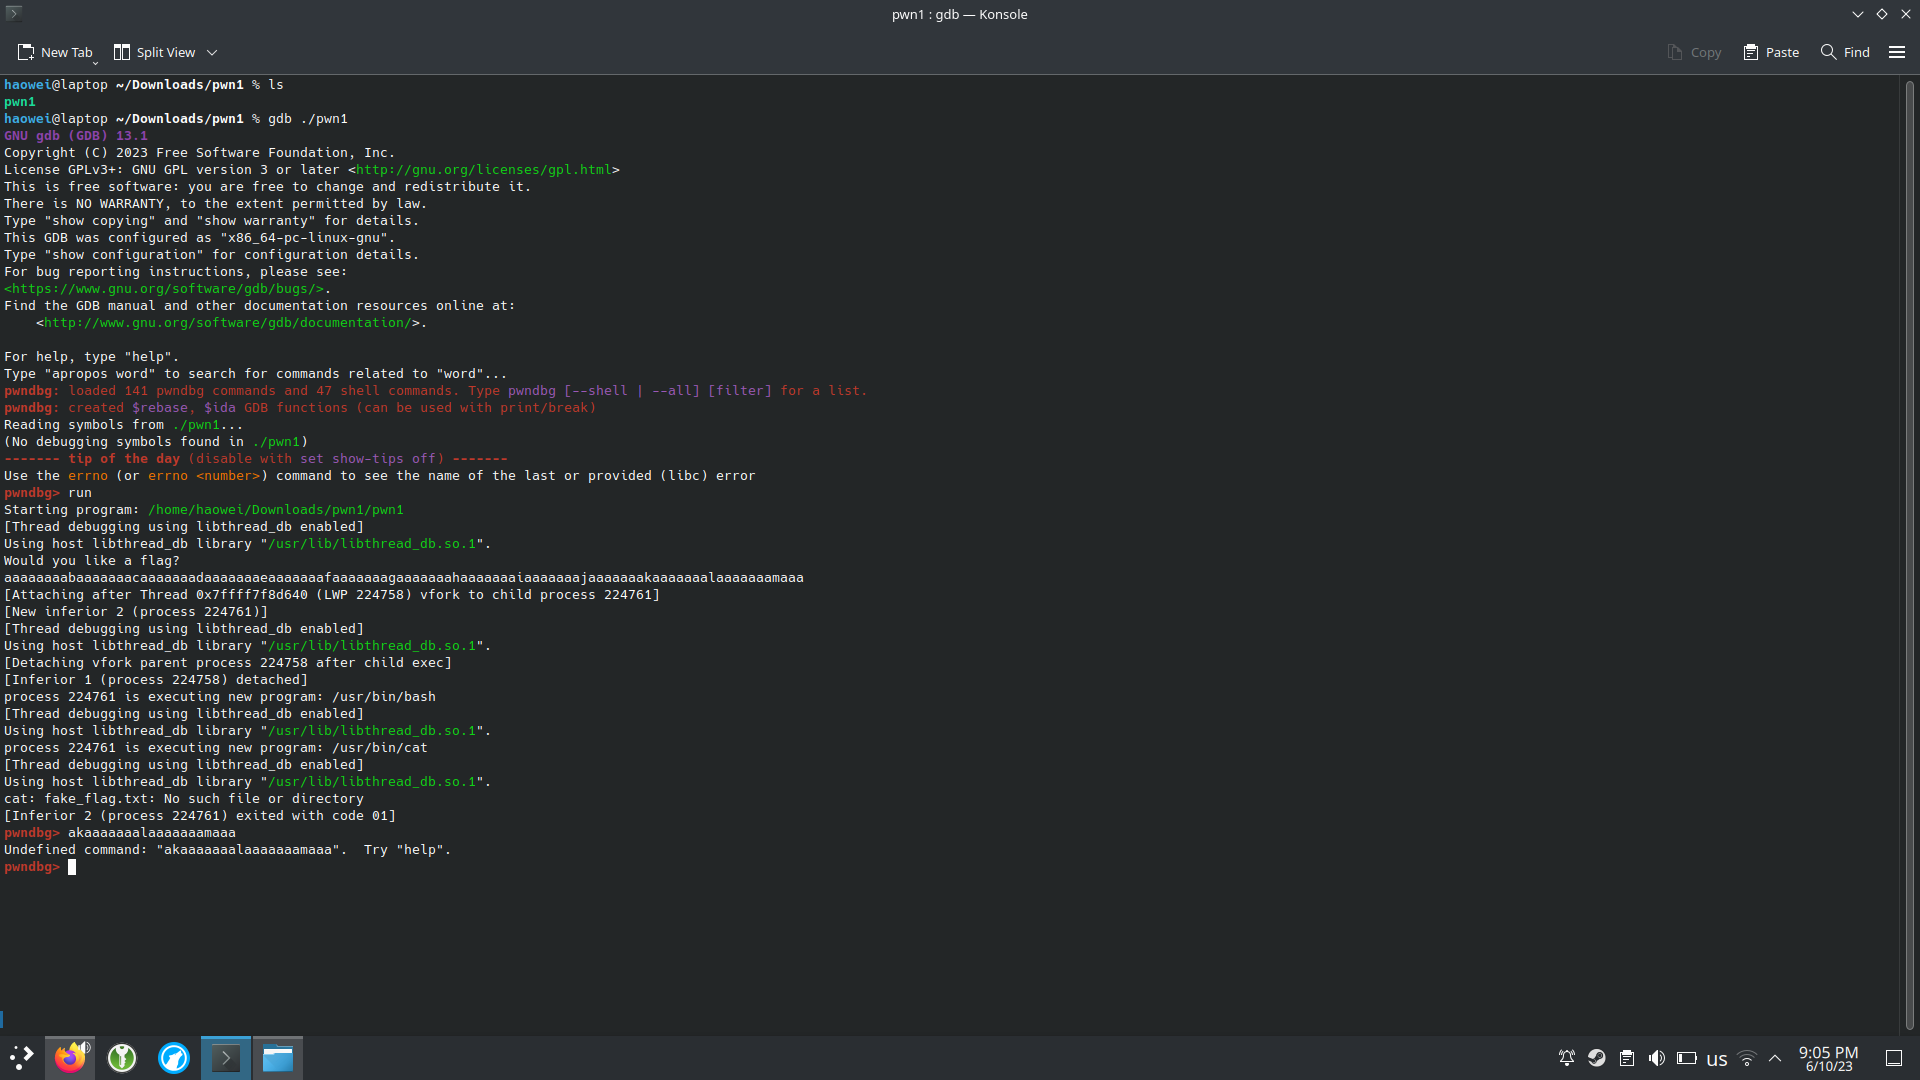 pwn1 : gdb — Konsole
New Tab
Split View
Copy
Paste
Find
haowei@laptop ~/Downloads/pwn1 % ls
pwn1
haowei@laptop ~/Downloads/pwn1 % gdb ./pwn1
GNU gdb (GDB) 13.1
Copyright (C) 2023 Free Software Foundation, Inc.
License GPLv3+: GNU GPL version 3 or later <http://gnu.org/licenses/gpl.html>
This is free software: you are free to change and redistribute it.
There is NO WARRANTY, to the extent permitted by law.
Type "show copying" and "show warranty" for details.
This GDB was configured as "x86_64-pc-linux-gnu".
Type "show configuration" for configuration details.
For bug reporting instructions, please see:
<https://www.gnu.org/software/gdb/bugs/>.
Find the GDB manual and other documentation resources online at:
    <http://www.gnu.org/software/gdb/documentation/>.
For help, type "help".
Type "apropos word" to search for commands related to "word"...
pwndbg: loaded 141 pwndbg commands and 47 shell commands. Type pwndbg [--shell | --all] [filter] for a list.
pwndbg: created $rebase, $ida GDB functions (can be used with print/break)
Reading symbols from ./pwn1...
(No debugging symbols found in ./pwn1)
------- tip of the day (disable with set show-tips off) -------
Use the errno (or errno <number>) command to see the name of the last or provided (libc) error
pwndbg> run
Starting program: /home/haowei/Downloads/pwn1/pwn1
[Thread debugging using libthread_db enabled]
Using host libthread_db library "/usr/lib/libthread_db.so.1".
Would you like a flag?
aaaaaaaabaaaaaaacaaaaaaadaaaaaaaeaaaaaaafaaaaaaagaaaaaaahaaaaaaaiaaaaaaajaaaaaaakaaaaaaalaaaaaaamaaa
[Attaching after Thread 0x7ffff7f8d640 (LWP 224758) vfork to child process 224761]
[New inferior 2 (process 224761)]
[Thread debugging using libthread_db enabled]
Using host libthread_db library "/usr/lib/libthread_db.so.1".
[Detaching vfork parent process 224758 after child exec]
[Inferior 1 (process 224758) detached]
process 224761 is executing new program: /usr/bin/bash
[Thread debugging using libthread_db enabled]
Using host libthread_db library "/usr/lib/libthread_db.so.1".
process 224761 is executing new program: /usr/bin/cat
[Thread debugging using libthread_db enabled]
Using host libthread_db library "/usr/lib/libthread_db.so.1".
cat: fake_flag.txt: No such file or directory
[Inferior 2 (process 224761) exited with code 01]
pwndbg> akaaaaaaalaaaaaaamaaa
Undefined command: "akaaaaaaalaaaaaaamaaa".  Try "help".
pwndbg>
us
9:05 PM
6/10/23